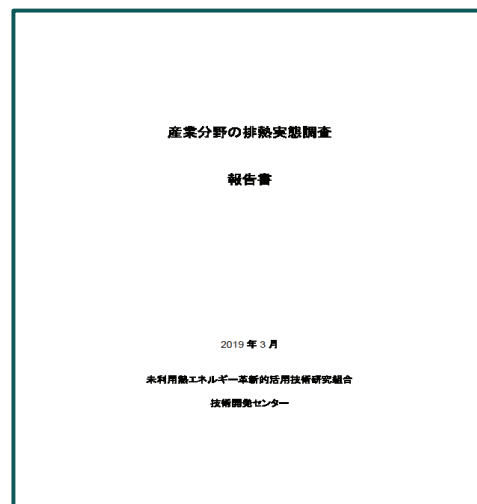 産業分野の排熱実態調査
報告書
2019 年 3 月
未利用熱エネルギー革新的活用技術研究組合
技術開発センター